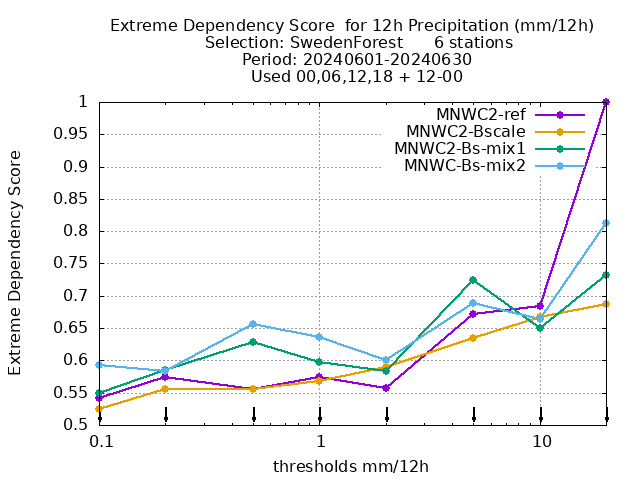 Extreme Dependency Score  for 12h Precipitation (mm/12h)
Selection: SwedenForest      6 stations
Period: 20240601-20240630
Used 00,06,12,18 + 12-00
MNWC2-ref
MNWC2-Bscale
MNWC2-Bs-mix1
MNWC-Bs-mix2
Extreme Dependency Score
1
0.95
0.9
0.85
0.8
0.75
0.7
0.65
0.6
0.55
0.5
0.1 1 10
thresholds mm/12h